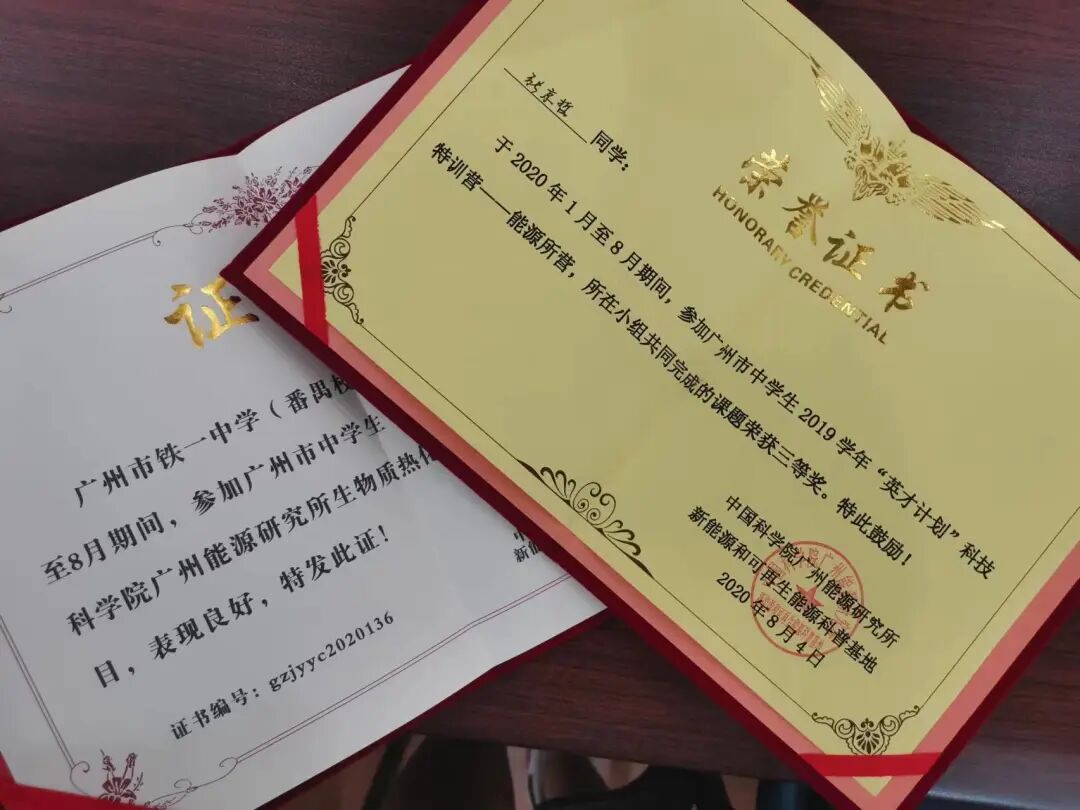 荣誉证书
HONORARY CREDENTIAL
同学：
于2020年1月至8月期间，参加广州市中学生2019学年“英才计划”科技
特训营——能源所营，所在小组共同完成的课题荣获三等奖。特此鼓励！
中国科学院广州能源研究所
新能源和可再生能源科普基地
2020年8月4日
证
广州市铁一中学（番禺校
至8月期间，参加广州市中学生
科学院广州能源研究所生物质热化
目，表现良好，特发此证！
证书编号：gzjyyc2020136
新能